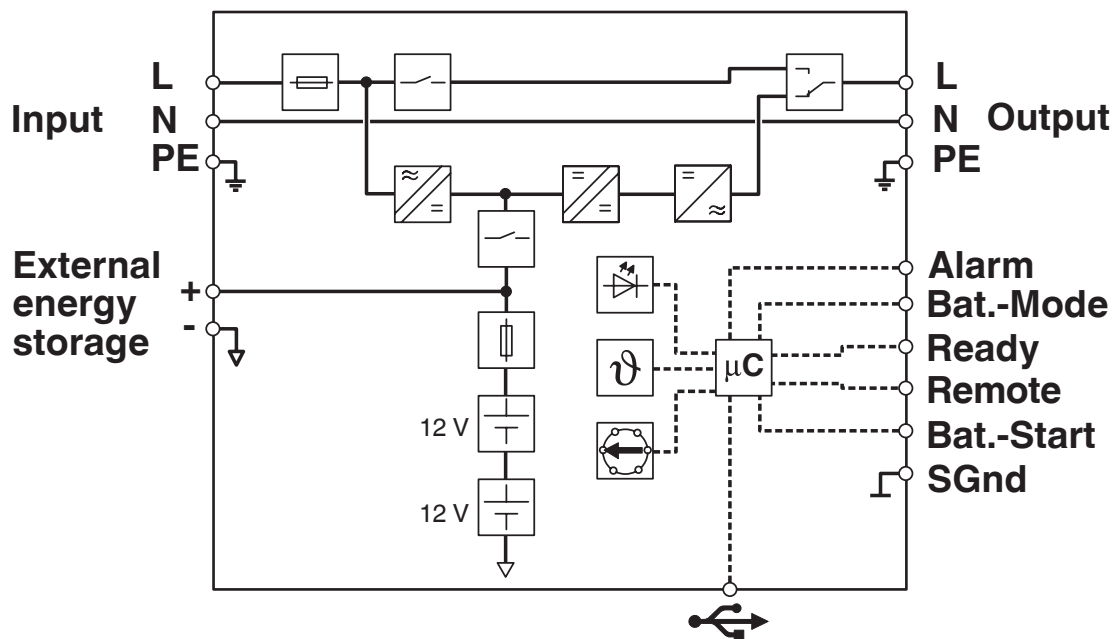 L
Input N
PE
L
N Output
PE
External
energy
storage
+
-
12 V
12 V
ϑ
μC
Alarm
Bat.-Mode
Ready
Remote
Bat.-Start
SGnd